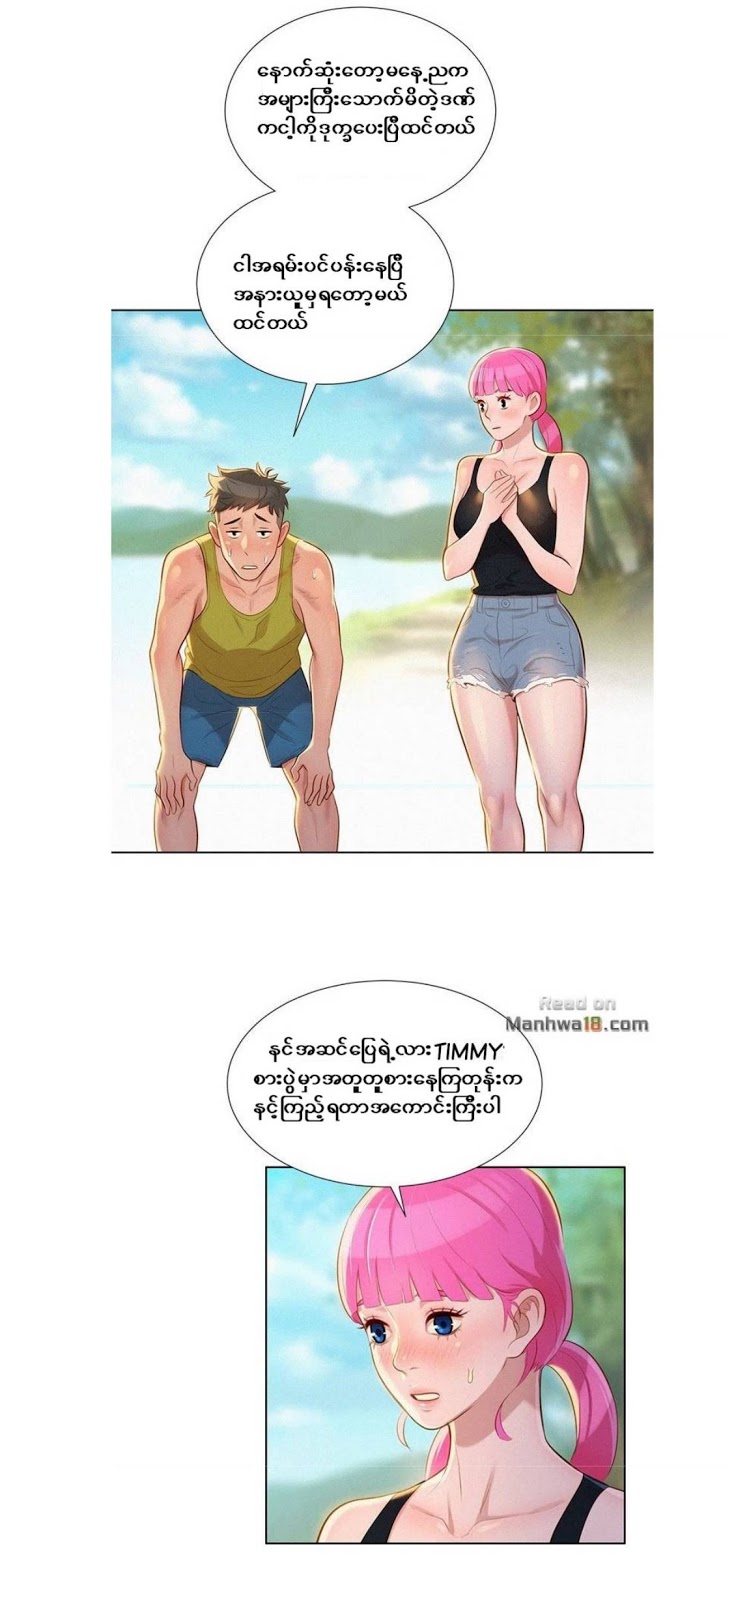 နောက်ဆုံးတော့မနေ့ညက
အများကြီးသောက်မိတဲ့ဒဏ်
ကငါ့ကိုဒုက္ခပေးပြီထင်တယ်
ငါအရမ်းပင်ပန်းနေပြီ
အနားယူမှရတော့မယ်
ထင်တယ်
Read on
Manhwa18.com
နင်အဆင်ပြေရဲ့လားTIMMY
စားပွဲမှာအတူတူစားနေကြတုန်းက
နင့်ကြည့်ရတာအကောင်းကြီးပါ